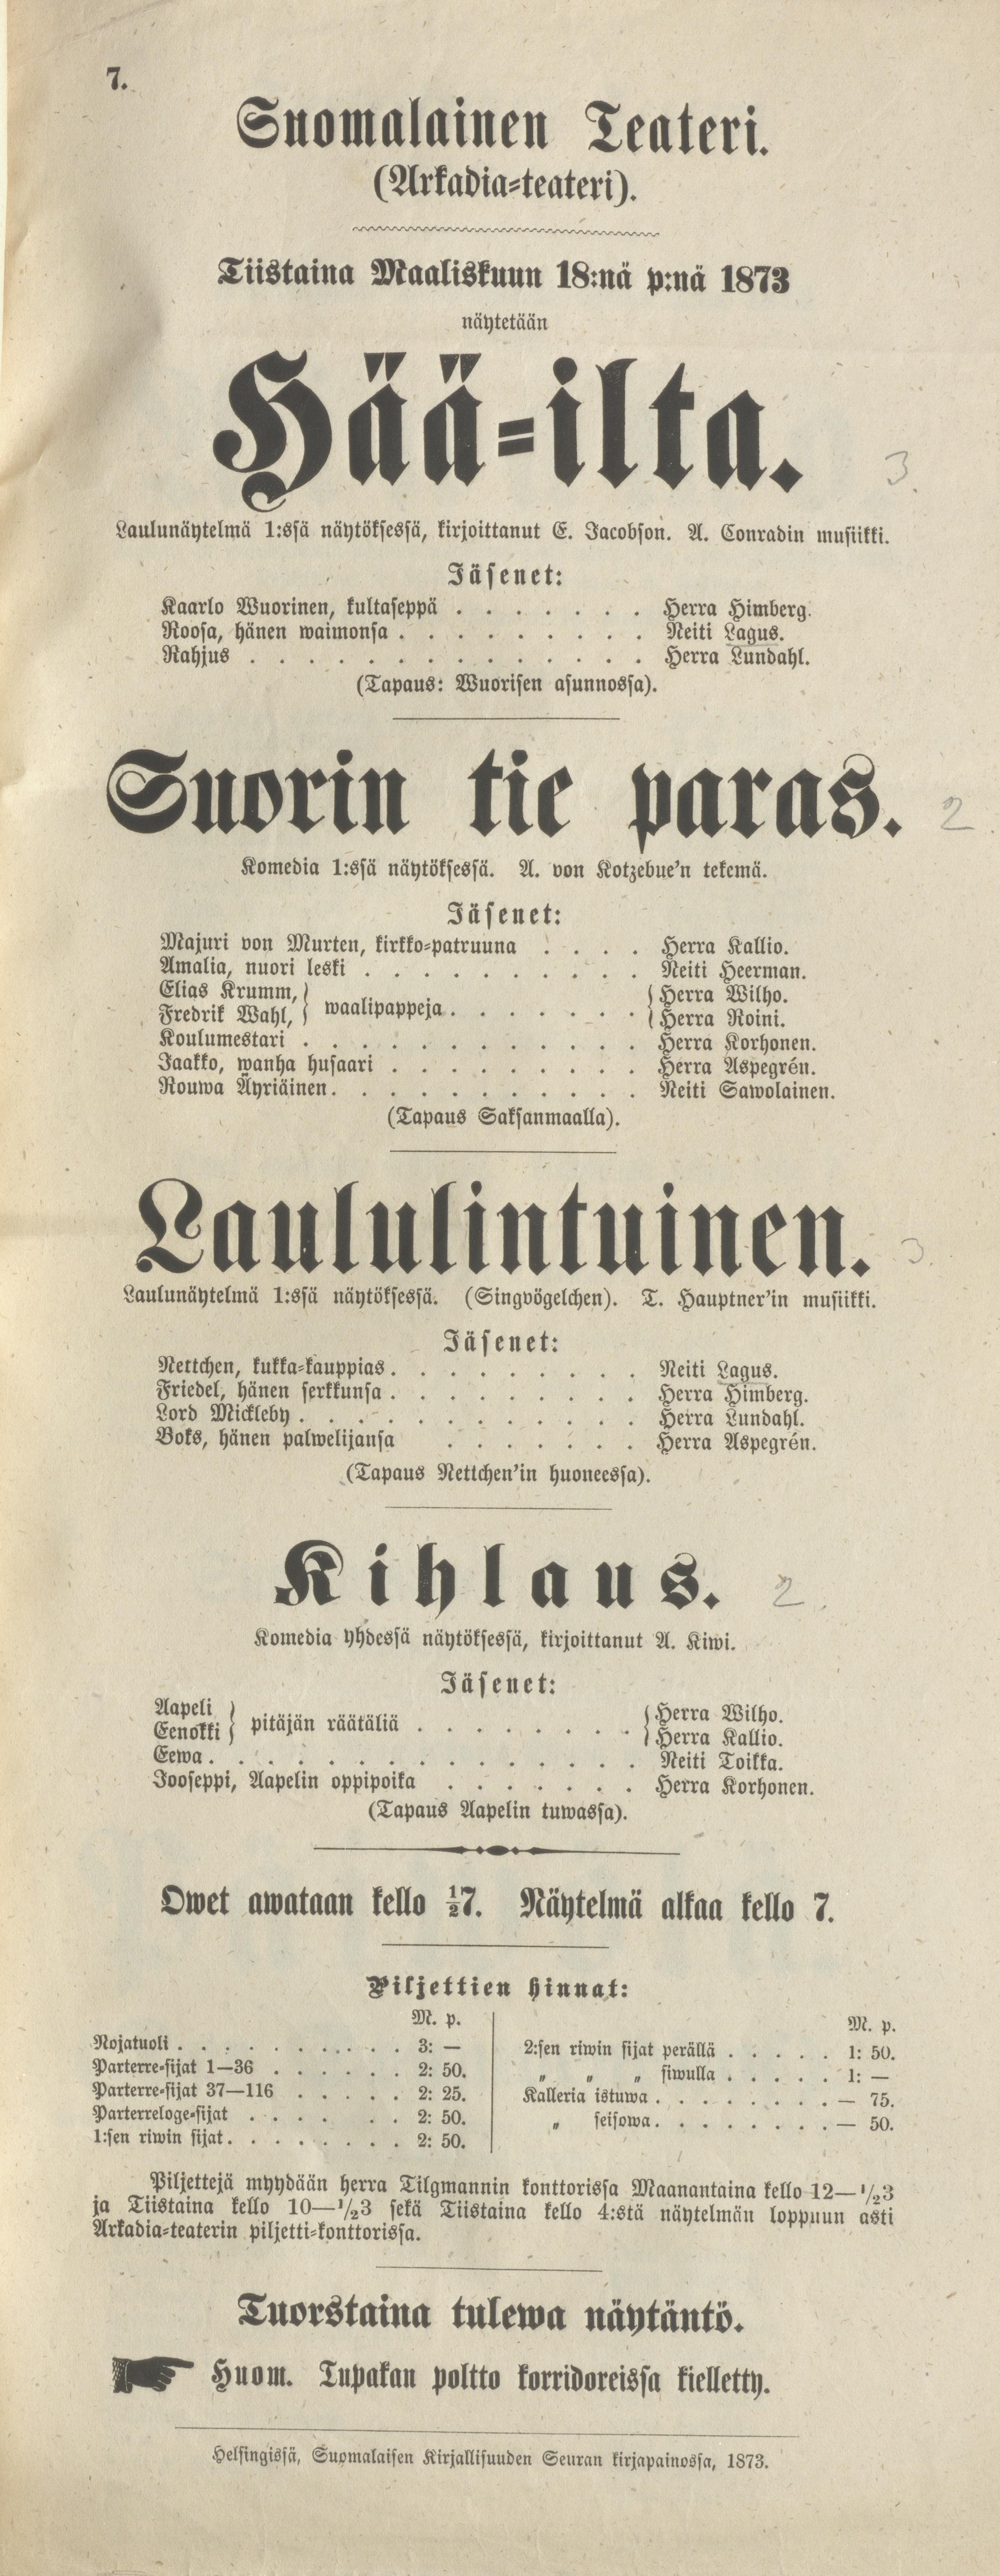 7.
Suomalainen Teateri.
(Arkadia-teateri).
Tiistaina Maaliskuun 18:nä p:nä 1873
näytetään
Hää-ilta.
3.
Laulunäytelmä 1:ssä näytöksessä, kirjoittanut E. Jacobson. A. Conradin musiikki.
Jäsenet:
Kaarlo Wuorinen, kultaseppä . . . . . . . Herra Himberg.
Roosa, hänen waimonsa . . . . . . . . . Neiti Lagus.
Rahjus . . . . . . . . . . . . . . Herra Lundahl.
(Tapaus: Wuorisen asunnossa).
Suorin tie paras.
2.
Komedia 1:ssä näytöksessä. A. von Kotzebue'n tekemä.
Jäsenet:
Majuri von Murten, kirkko-patruuna . . . . Herra Kallio.
Amalia, nuori leski . . . . . . . . . . Neiti Heerman.
Elias Krumm, } waalipappeja . . . . . . . { Herra Wilho.
Fredrik Wahl, } { Herra Roini.
Koulumestari . . . . . . . . . . . . Herra Korhonen.
Jaakko, wanha husaari . . . . . . . . . Herra Aspegrén.
Rouwa Äyriäinen . . . . . . . . . . . Neiti Sawolainen.
(Tapaus Saksanmaalla).
Laululintuinen.
3.
Laulunäytelmä 1:ssä näytöksessä. (Singvögelchen). T. Hauptner'in musiikki.
Jäsenet:
Nettchen, kukka-kauppias . . . . . . . . . Neiti Lagus.
Friedel, hänen serkkunsa . . . . . . . . . Herra Himberg.
Lord Mickleby . . . . . . . . . . . . Herra Lundahl.
Boks, hänen palwelijansa . . . . . . . Herra Aspegrén.
(Tapaus Nettchen'in huoneessa).
Kihlaus.
2.
Komedia yhdessä näytöksessä, kirjoittanut A. Kiwi.
Jäsenet:
Aapeli } pitäjän räätäliä . . . . . . . . { Herra Wilho.
Eenokki } { Herra Kallio.
Eewa . . . . . . . . . . . . . . . Neiti Toikka.
Jooseppi, Aapelin oppipoika . . . . . . . Herra Korhonen.
(Tapaus Aapelin tuwassa).
Owet awataan kello ½7. Näytelmä alkaa kello 7.
Piljettien hinnat:
M. p.
Nojatuoli . . . . . . . . . . 3: —
Parterre-sijat 1—36 . . . . . . 2: 50.
Parterre-sijat 37—116 . . . . . 2: 25.
Parterreloge-sijat . . . . . . 2: 50.
1:sen riwin sijat . . . . . . . . 2: 50.
M. p.
2:sen riwin sijat perällä . . . . . 1: 50.
„ „ „ siwulla . . . . . 1: —
Kalleria istuwa . . . . . . . . — 75.
„ seisowa . . . . . . . . — 50.
Piljettejä myydään herra Tilgmannin konttorissa Maanantaina kello 12—1/23
ja Tiistaina kello 10—1/23 sekä Tiistaina kello 4:stä näytelmän loppuun asti
Arkadia-teaterin piljetti-konttorissa.
Tuorstaina tulewa näytäntö.
Huom. Tupakan poltto korridoreissa kielletty.
Helsingissä, Suomalaisen Kirjallisuuden Seuran kirjapainossa, 1873.